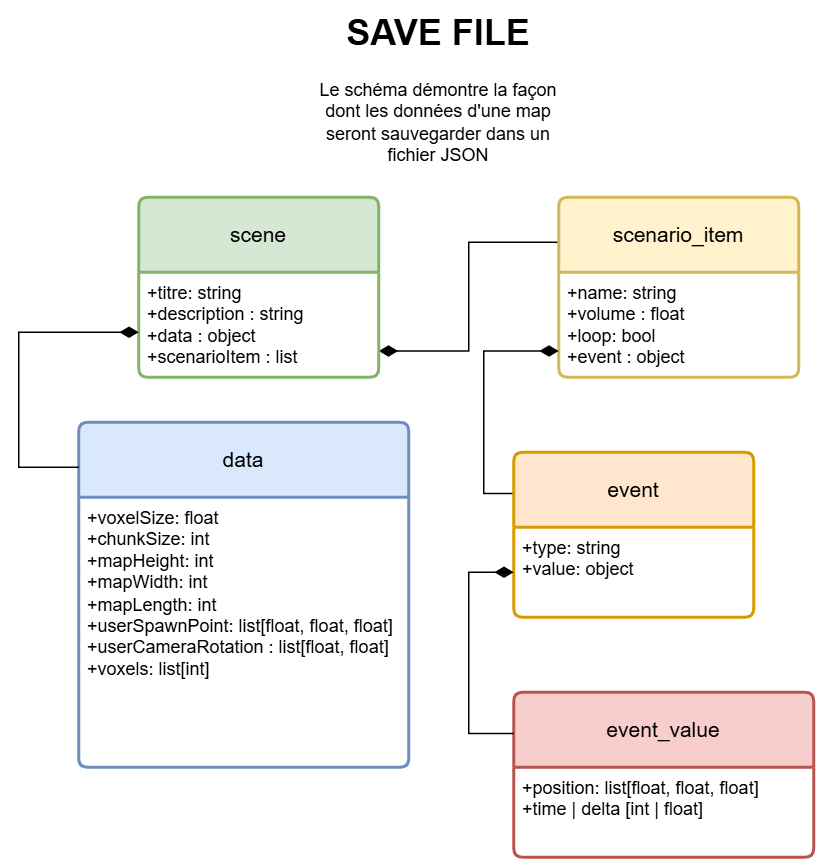 SAVE FILE
Le schéma démontre la façon
dont les données d'une map
seront sauvegarder dans un
fichier JSON
scene
+titre: string
+description : string
+data : object
+scenarioItem : list
scenario_item
+name: string
+volume : float
+loop: bool
+event : object
data
+voxelSize: float
+chunkSize: int
+mapHeight: int
+mapWidth: int
+mapLength: int
+userSpawnPoint: list[float, float, float]
+userCameraRotation : list[float, float]
+voxels: list[int]
event
+type: string
+value: object
event_value
+position: list[float, float, float]
+time | delta [int | float]